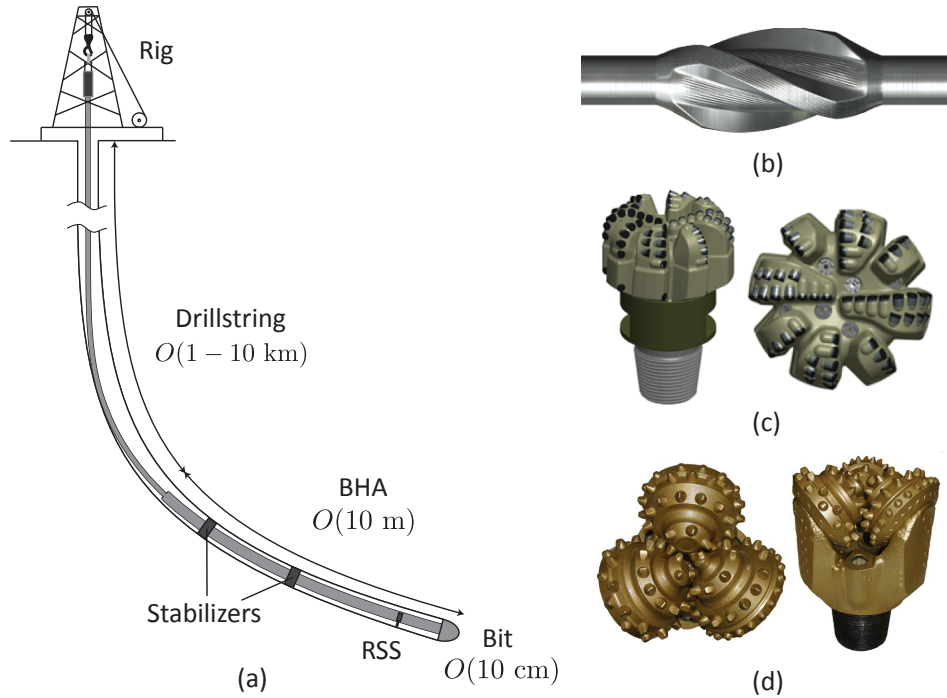 Rig
Drillstring
O(1 – 10 km)
BHA
O(10 m)
Stabilizers
RSS
Bit
O(10 cm)
(a)
(b)
(c)
(d)